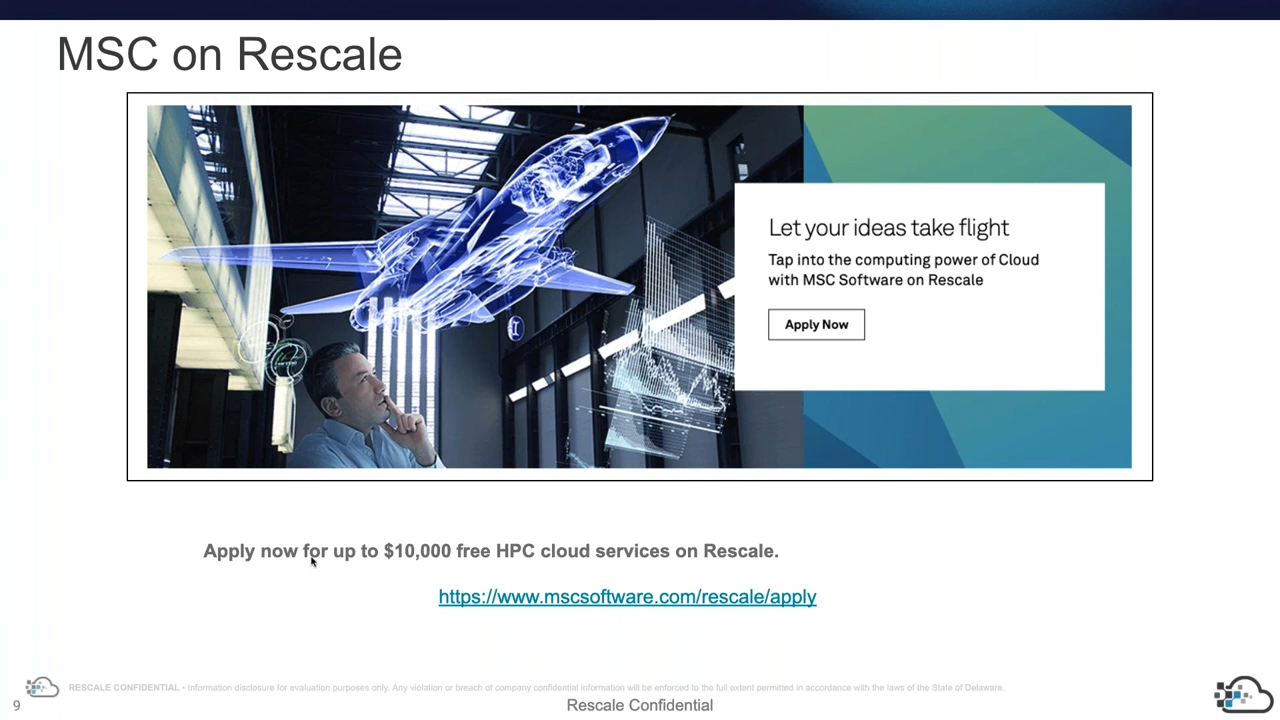 MSC on Rescale
Let your ideas take flight
Tap into the computing power of Cloud
with MSC Software on Rescale
Apply Now
Apply now for up to $10,000 free HPC cloud services on Rescale.
https://www.mscsoftware.com/rescale/apply
RESCALE CONFIDENTIAL • Information disclosure for evaluation purposes only. Any violation or breach of company confidential information will be enforced to the full extent permitted in accordance with the laws of the State of Delaware.
9
Rescale Confidential